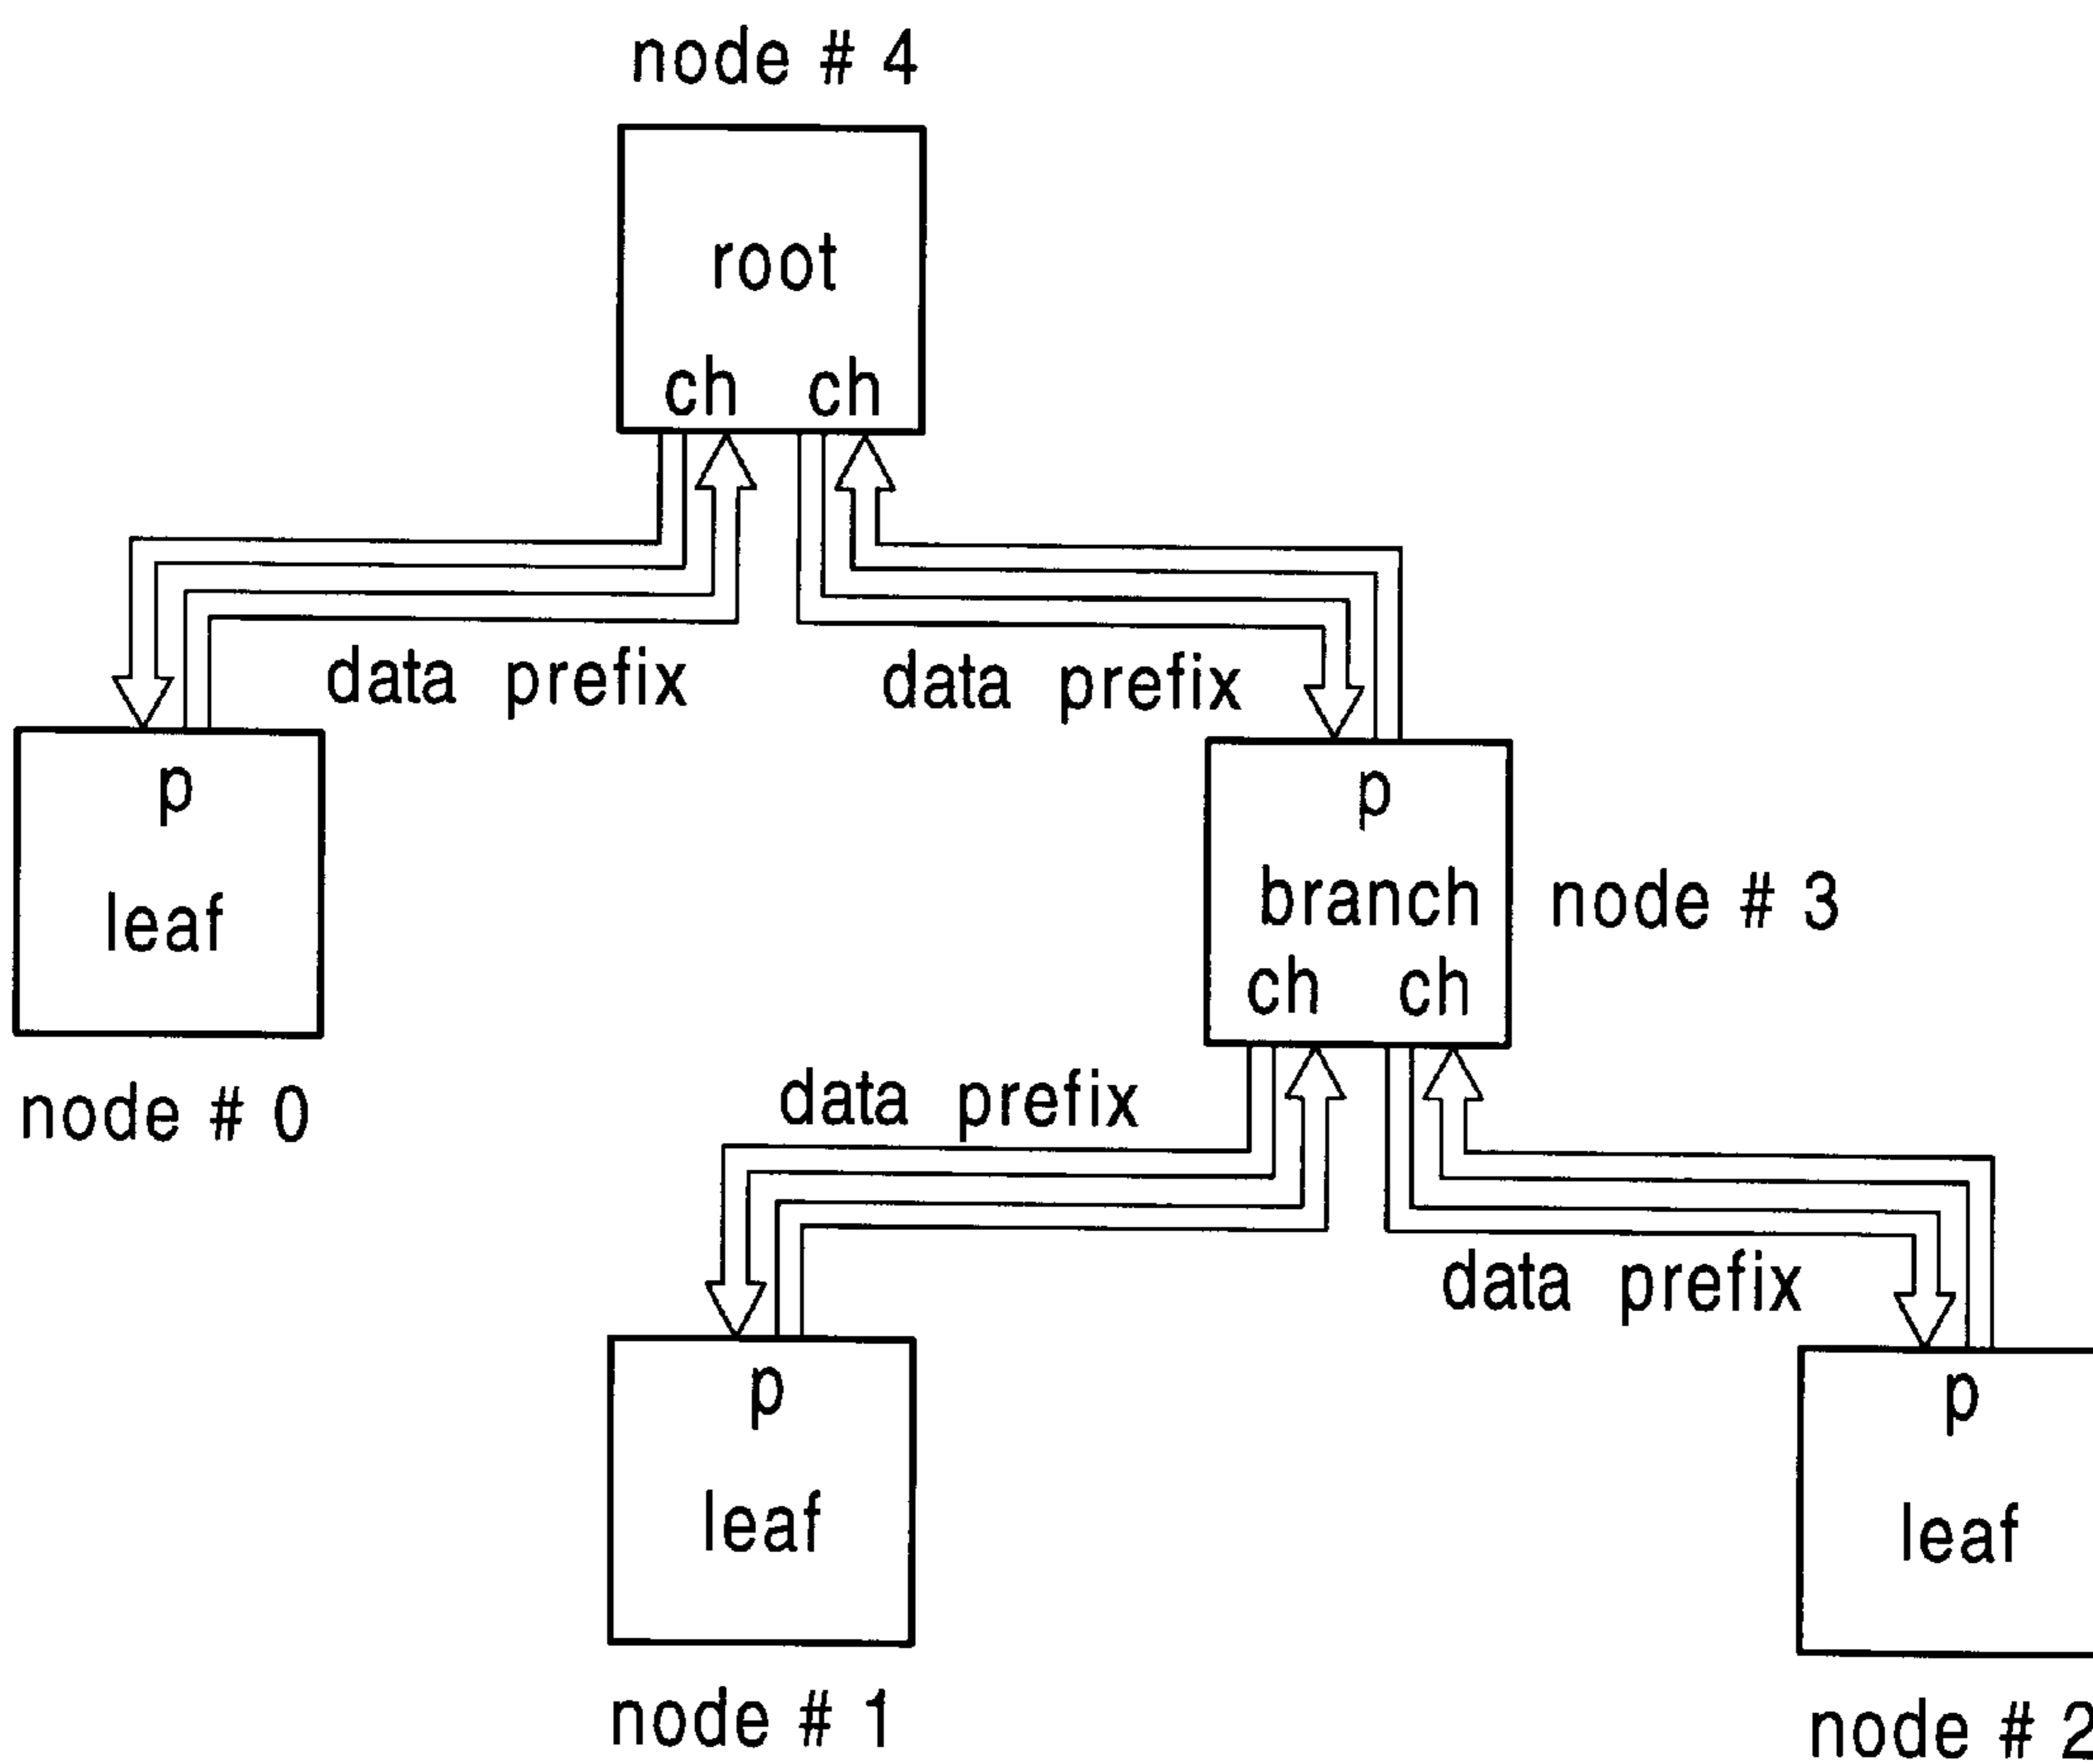 node # 4
root
ch ch
data prefix data prefix
p
leaf
node # 0
p
branch
ch ch
node # 3
data prefix
data prefix
p
leaf
node # 1
p
leaf
node # 2